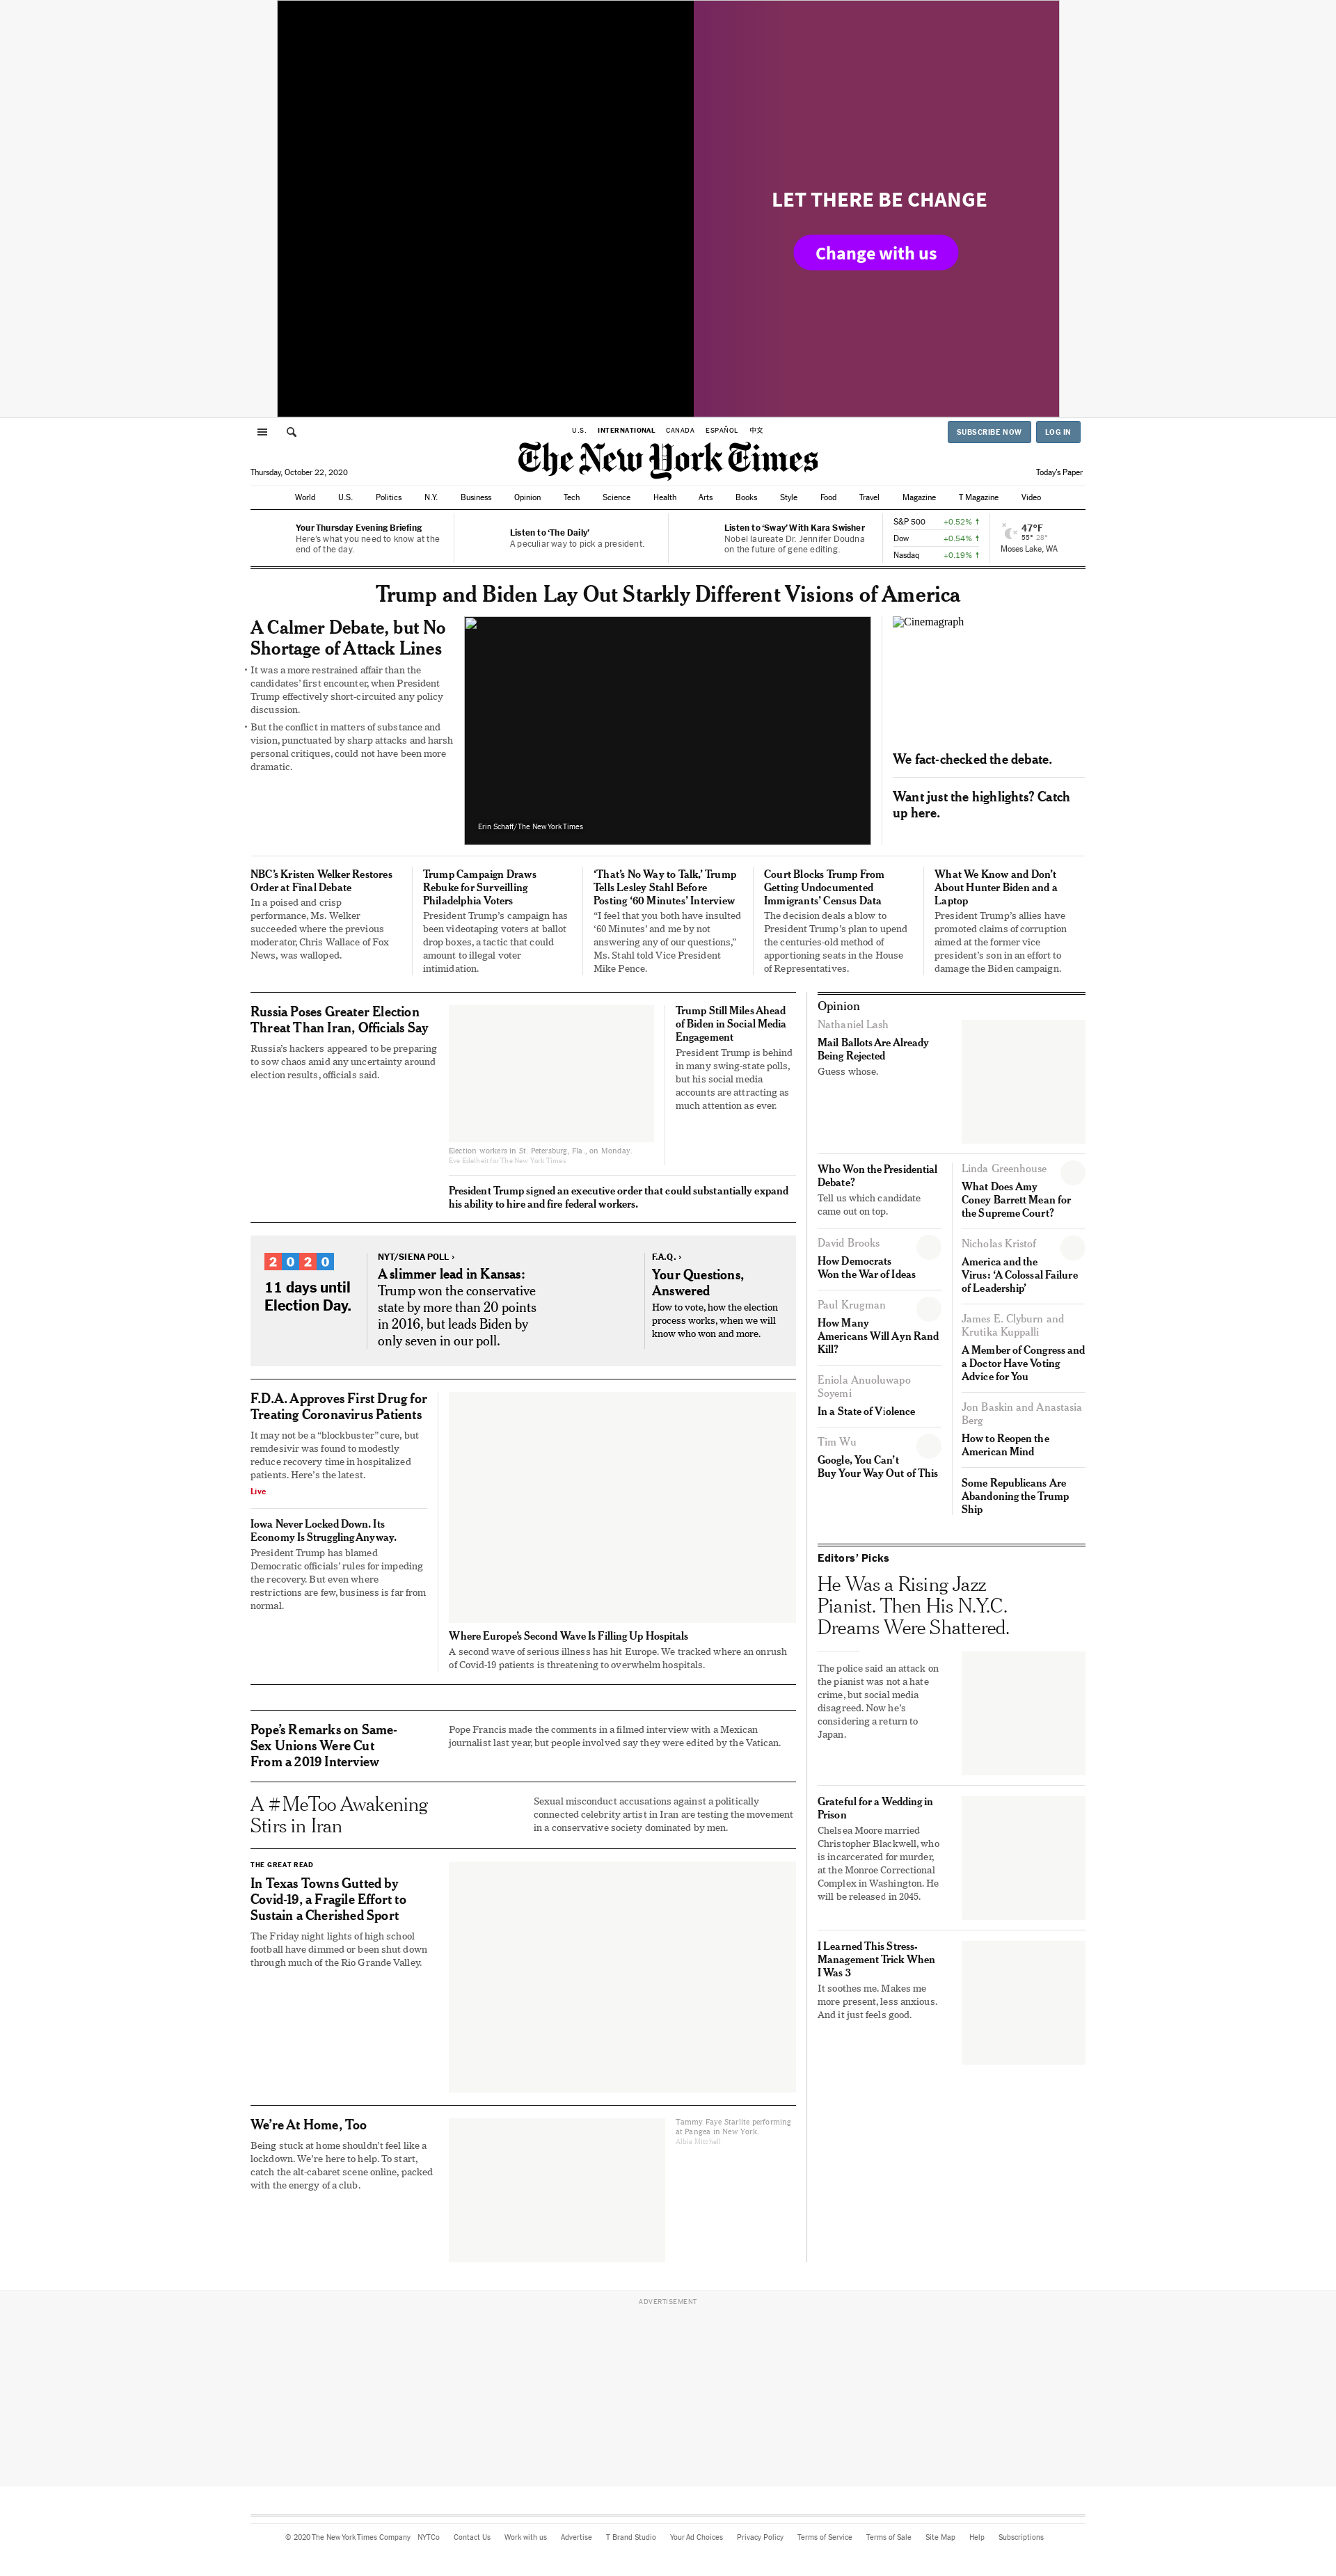 LET THERE BE CHANGE
Change with us
U.S. INTERNATIONAL CANADA ESPAÑOL 中文
SUBSCRIBE NOW LOG IN
The New York Times
Thursday, October 22, 2020
Today's Paper
World U.S. Politics N.Y. Business Opinion Tech Science Health Arts Books Style Food Travel Magazine T Magazine Video
Your Thursday Evening Briefing
Here's what you need to know at the
end of the day.
Listen to ‘The Daily’
A peculiar way to pick a president.
Listen to ‘Sway’ With Kara Swisher
Nobel laureate Dr. Jennifer Doudna
on the future of gene editing.
S&P 500 +0.52% ↑
Dow +0.54% ↑
Nasdaq +0.19% ↑
47°F
55° 28°
Moses Lake, WA
Trump and Biden Lay Out Starkly Different Visions of America
A Calmer Debate, but No
Shortage of Attack Lines
• It was a more restrained affair than the
candidates’ first encounter, when President
Trump effectively short-circuited any policy
discussion.
• But the conflict in matters of substance and
vision, punctuated by sharp attacks and harsh
personal critiques, could not have been more
dramatic.
Erin Schaff/The New York Times
Cinemagraph
We fact-checked the debate.
Want just the highlights? Catch
up here.
NBC’s Kristen Welker Restores
Order at Final Debate
In a poised and crisp
performance, Ms. Welker
succeeded where the previous
moderator, Chris Wallace of Fox
News, was walloped.
Trump Campaign Draws
Rebuke for Surveilling
Philadelphia Voters
President Trump’s campaign has
been videotaping voters at ballot
drop boxes, a tactic that could
amount to illegal voter
intimidation.
‘That’s No Way to Talk,’ Trump
Tells Lesley Stahl Before
Posting ‘60 Minutes’ Interview
“I feel that you both have insulted
‘60 Minutes’ and me by not
answering any of our questions,”
Ms. Stahl told Vice President
Mike Pence.
Court Blocks Trump From
Getting Undocumented
Immigrants’ Census Data
The decision deals a blow to
President Trump’s plan to upend
the centuries-old method of
apportioning seats in the House
of Representatives.
What We Know and Don’t
About Hunter Biden and a
Laptop
President Trump’s allies have
promoted claims of corruption
aimed at the former vice
president’s son in an effort to
damage the Biden campaign.
Russia Poses Greater Election
Threat Than Iran, Officials Say
Russia’s hackers appeared to be preparing
to sow chaos amid any uncertainty around
election results, officials said.
Election workers in St. Petersburg, Fla., on Monday.
Eve Edelheit for The New York Times
Trump Still Miles Ahead
of Biden in Social Media
Engagement
President Trump is behind
in many swing-state polls,
but his social media
accounts are attracting as
much attention as ever.
President Trump signed an executive order that could substantially expand
his ability to hire and fire federal workers.
2020
11 days until
Election Day.
NYT/SIENA POLL ›
A slimmer lead in Kansas:
Trump won the conservative
state by more than 20 points
in 2016, but leads Biden by
only seven in our poll.
F.A.Q. ›
Your Questions,
Answered
How to vote, how the election
process works, when we will
know who won and more.
F.D.A. Approves First Drug for
Treating Coronavirus Patients
It may not be a “blockbuster” cure, but
remdesivir was found to modestly
reduce recovery time in hospitalized
patients. Here’s the latest.
Live
Iowa Never Locked Down. Its
Economy Is Struggling Anyway.
President Trump has blamed
Democratic officials’ rules for impeding
the recovery. But even where
restrictions are few, business is far from
normal.
Where Europe’s Second Wave Is Filling Up Hospitals
A second wave of serious illness has hit Europe. We tracked where an onrush
of Covid-19 patients is threatening to overwhelm hospitals.
Pope’s Remarks on Same-
Sex Unions Were Cut
From a 2019 Interview
Pope Francis made the comments in a filmed interview with a Mexican
journalist last year, but people involved say they were edited by the Vatican.
A #MeToo Awakening
Stirs in Iran
Sexual misconduct accusations against a politically
connected celebrity artist in Iran are testing the movement
in a conservative society dominated by men.
THE GREAT READ
In Texas Towns Gutted by
Covid-19, a Fragile Effort to
Sustain a Cherished Sport
The Friday night lights of high school
football have dimmed or been shut down
through much of the Rio Grande Valley.
We’re At Home, Too
Being stuck at home shouldn’t feel like a
lockdown. We’re here to help. To start,
catch the alt-cabaret scene online, packed
with the energy of a club.
Tammy Faye Starlite performing
at Pangea in New York.
Albie Mitchell
Opinion
Nathaniel Lash
Mail Ballots Are Already
Being Rejected
Guess whose.
Who Won the Presidential
Debate?
Tell us which candidate
came out on top.
David Brooks
How Democrats
Won the War of Ideas
Paul Krugman
How Many
Americans Will Ayn Rand
Kill?
Eniola Anuoluwapo
Soyemi
In a State of Violence
Tim Wu
Google, You Can’t
Buy Your Way Out of This
Linda Greenhouse
What Does Amy
Coney Barrett Mean for
the Supreme Court?
Nicholas Kristof
America and the
Virus: ‘A Colossal Failure
of Leadership’
James E. Clyburn and
Krutika Kuppalli
A Member of Congress and
a Doctor Have Voting
Advice for You
Jon Baskin and Anastasia
Berg
How to Reopen the
American Mind
Some Republicans Are
Abandoning the Trump
Ship
Editors’ Picks
He Was a Rising Jazz
Pianist. Then His N.Y.C.
Dreams Were Shattered.
The police said an attack on
the pianist was not a hate
crime, but social media
disagreed. Now he’s
considering a return to
Japan.
Grateful for a Wedding in
Prison
Chelsea Moore married
Christopher Blackwell, who
is incarcerated for murder,
at the Monroe Correctional
Complex in Washington. He
will be released in 2045.
I Learned This Stress-
Management Trick When
I Was 3
It soothes me. Makes me
more present, less anxious.
And it just feels good.
ADVERTISEMENT
© 2020 The New York Times Company NYTCo Contact Us Work with us Advertise T Brand Studio Your Ad Choices Privacy Policy Terms of Service Terms of Sale Site Map Help Subscriptions